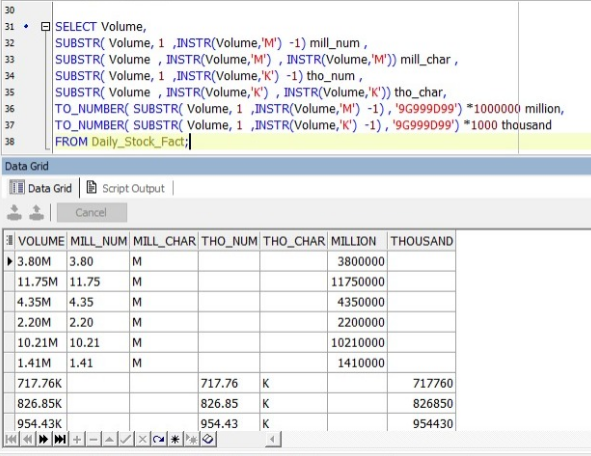 30
31 SELECT Volume,
32 SUBSTR( Volume, 1 ,INSTR(Volume,'M') -1) mill_num ,
33 SUBSTR( Volume , INSTR(Volume,'M') , INSTR(Volume,'M')) mill_char ,
34 SUBSTR( Volume, 1 ,INSTR(Volume,'K') -1) tho_num ,
35 SUBSTR( Volume , INSTR(Volume,'K') , INSTR(Volume,'K')) tho_char,
36 TO_NUMBER( SUBSTR( Volume, 1 ,INSTR(Volume,'M') -1) , '9G999D99') *1000000 million,
37 TO_NUMBER( SUBSTR( Volume, 1 ,INSTR(Volume,'K') -1) , '9G999D99') *1000 thousand
38 FROM Daily_Stock_Fact;
Data Grid
Data Grid Script Output
Cancel
VOLUME MILL_NUM MILL_CHAR THO_NUM THO_CHAR MILLION THOUSAND
3.80M 3.80 M 3800000
11.75M 11.75 M 11750000
4.35M 4.35 M 4350000
2.20M 2.20 M 2200000
10.21M 10.21 M 10210000
1.41M 1.41 M 1410000
717.76K 717.76 K 717760
826.85K 826.85 K 826850
954.43K 954.43 K 954430